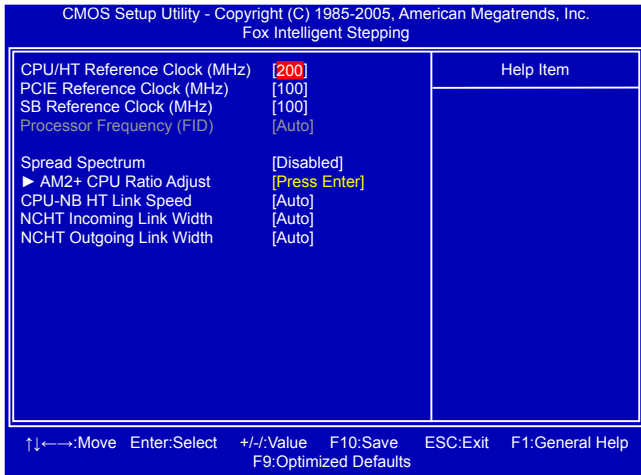 CMOS Setup Utility - Copyright (C) 1985-2005, American Megatrends, Inc.
Fox Intelligent Stepping
CPU/HT Reference Clock (MHz) [200]
Help Item
PCIE Reference Clock (MHz) [100]
SB Reference Clock (MHz) [100]
Processor Frequency (FID) [Auto]
Spread Spectrum [Disabled]
► AM2+ CPU Ratio Adjust [Press Enter]
CPU-NB HT Link Speed [Auto]
NCHT Incoming Link Width [Auto]
NCHT Outgoing Link Width [Auto]
↑↓←→:Move Enter:Select +/-/:Value F10:Save ESC:Exit F1:General Help
F9:Optimized Defaults